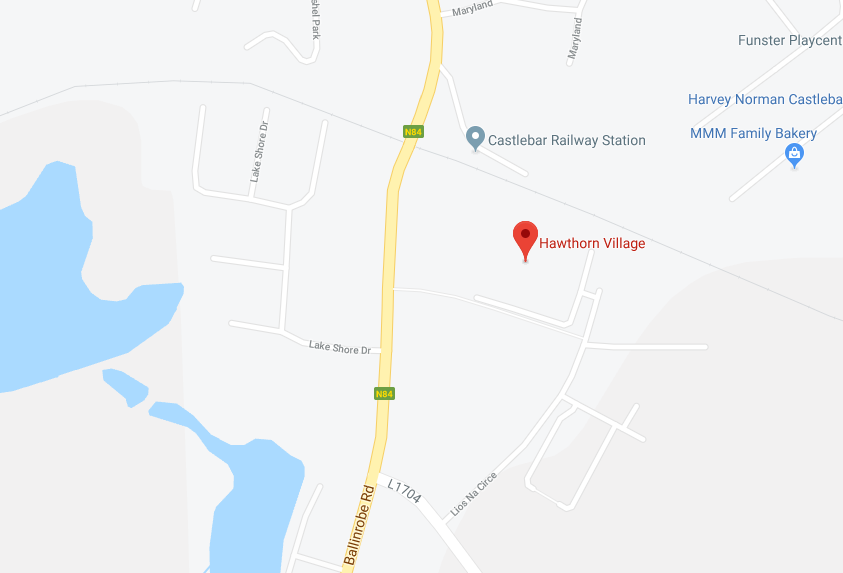 shel Park
Maryland
Maryland
Funster Playcent
Harvey Norman Castleba
N84
MMM Family Bakery
Castlebar Railway Station
Lake Shore Dr
Hawthorn Village
Lake Shore Dr
N84
L1704
Lios Na Circe
Ballinrobe Rd